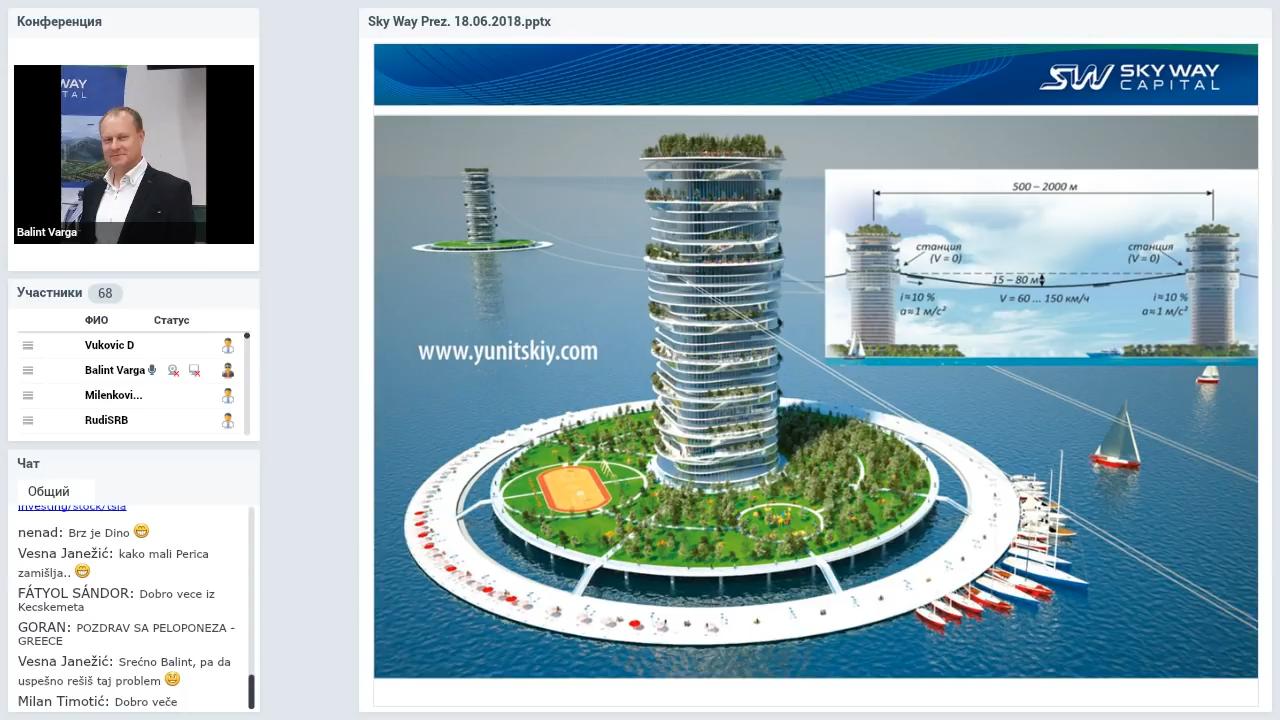 Конференция
WAY
TAL
Balint Varga
Участники 68
ФИО Статус
Vukovic D
Balint Varga
Milenkovi...
RudiSRB
Чат
Общий
investing/stock/tsla
nenad: Brz je Dino
Vesna Janežić: kako mali Perica
zamišlja..
FÁTYOL SÁNDOR: Dobro vece iz
Kecskemeta
GORAN: POZDRAV SA PELOPONEZA -
GREECE
Vesna Janežić: Srećno Balint, pa da
uspešno rešiš taj problem
Milan Timotić: Dobro veče
Sky Way Prez. 18.06.2018.pptx
SW SKY WAY
CAPITAL
www.yunitskiy.com
500 – 2000 м
станция
(V = 0)
станция
(V = 0)
15 – 80 м
i≈10 %
a≈1 м/с²
V = 60 ... 150 км/ч
i≈10 %
a≈1 м/с²